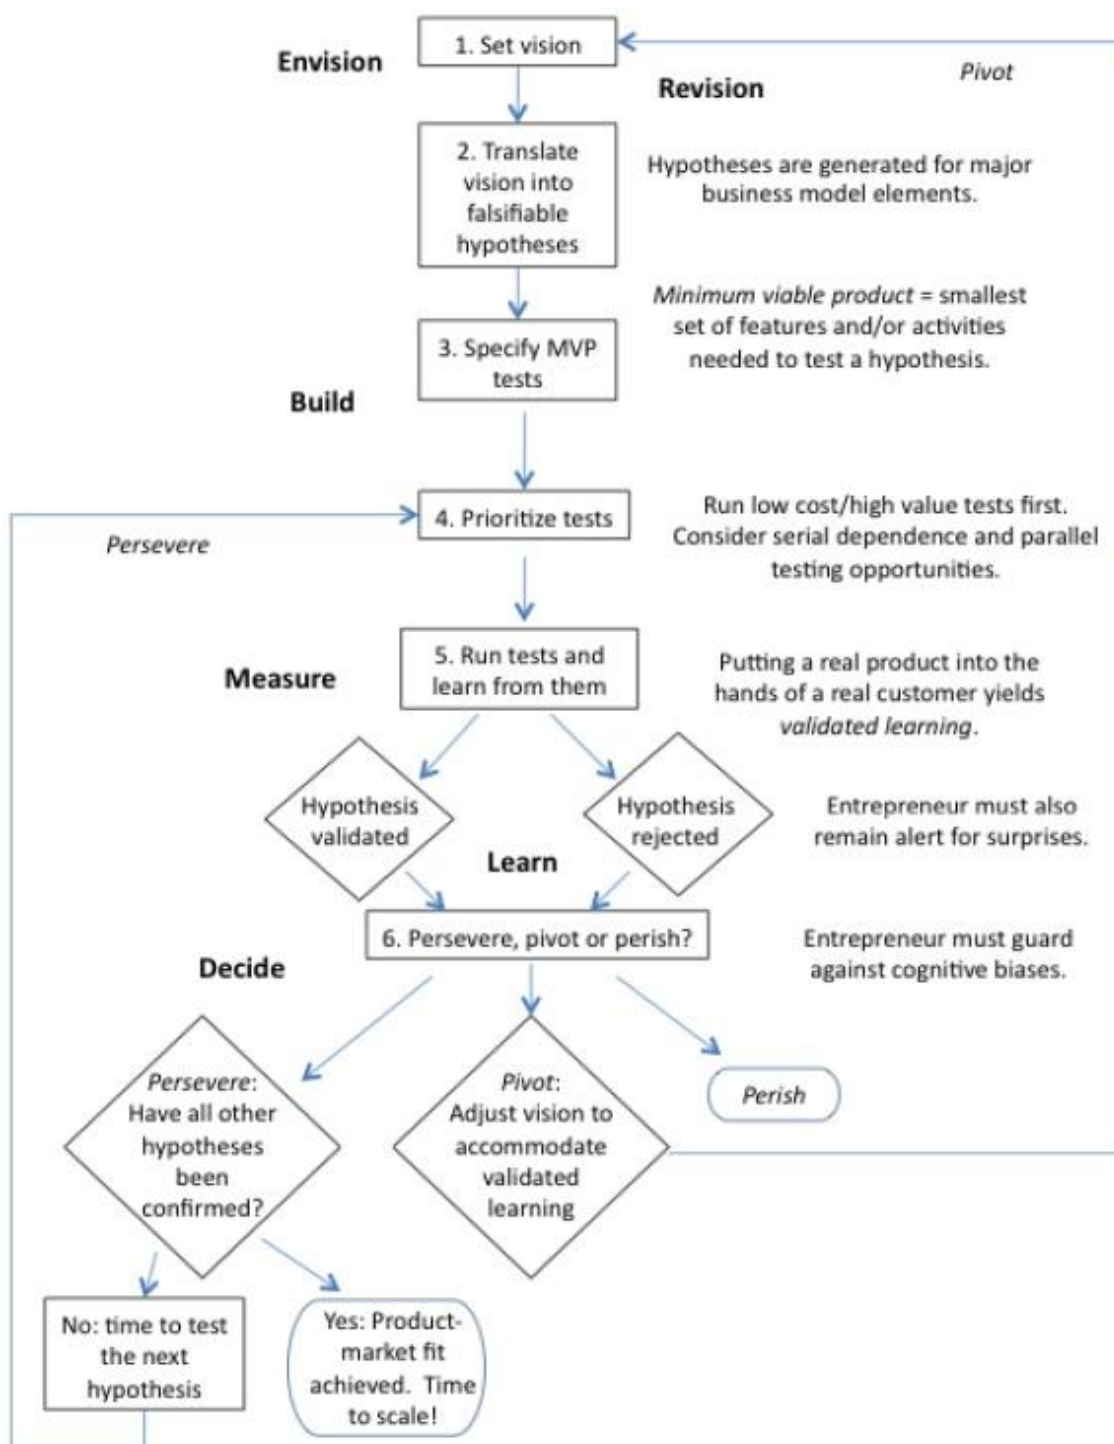 1. Set vision
Envision
Pivot
Revision
2. Translate
vision into
falsifiable
hypotheses
Hypotheses are generated for major
business model elements.
Minimum viable product = smallest
set of features and/or activities
needed to test a hypothesis.
3. Specify MVP
tests
Build
4. Prioritize tests
Persevere
Run low cost/high value tests first.
Consider serial dependence and parallel
testing opportunities.
5. Run tests and
learn from them
Measure
Putting a real product into the
hands of a real customer yields
validated learning.
Hypothesis
validated
Hypothesis
rejected
Entrepreneur must also
remain alert for surprises.
Learn
6. Persevere, pivot or perish?
Entrepreneur must guard
against cognitive biases.
Decide
Persevere:
Have all other
hypotheses
been
confirmed?
Pivot:
Adjust vision to
accommodate
validated
learning
Perish
No: time to test
the next
hypothesis
Yes: Product-
market fit
achieved. Time
to scale!